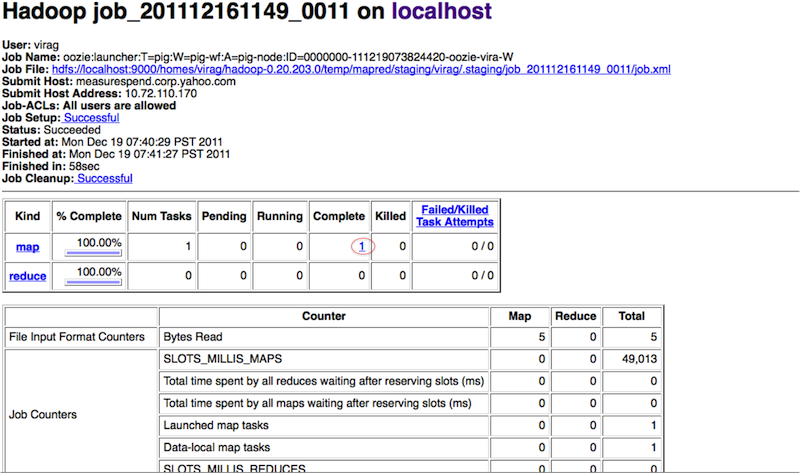 Hadoop job_201112161149_0011 on localhost
User: virag
Job Name: oozie:launcher:T=pig:W=pig-wf:A=pig-node:ID=0000000-111219073824420-oozie-vira-W
Job File: hdfs://localhost:9000/homes/virag/hadoop-0.20.203.0/temp/mapred/staging/virag/.staging/job_201112161149_0011/job.xml
Submit Host: measurespend.corp.yahoo.com
Submit Host Address: 10.72.110.170
Job-ACLs: All users are allowed
Job Setup: Successful
Status: Succeeded
Started at: Mon Dec 19 07:40:29 PST 2011
Finished at: Mon Dec 19 07:41:27 PST 2011
Finished in: 58sec
Job Cleanup: Successful
Kind % Complete Num Tasks Pending Running Complete Killed Failed/Killed
Task Attempts
map 100.00% 1 0 0 1 0 0 / 0
reduce 100.00% 0 0 0 0 0 0 / 0
Counter Map Reduce Total
File Input Format Counters Bytes Read 5 0 5
SLOTS_MILLIS_MAPS 0 0 49,013
Total time spent by all reduces waiting after reserving slots (ms) 0 0 0
Total time spent by all maps waiting after reserving slots (ms) 0 0 0
Job Counters
Launched map tasks 0 0 1
Data-local map tasks 0 0 1
SLOTS_MILLIS_REDUCES 0 0 0